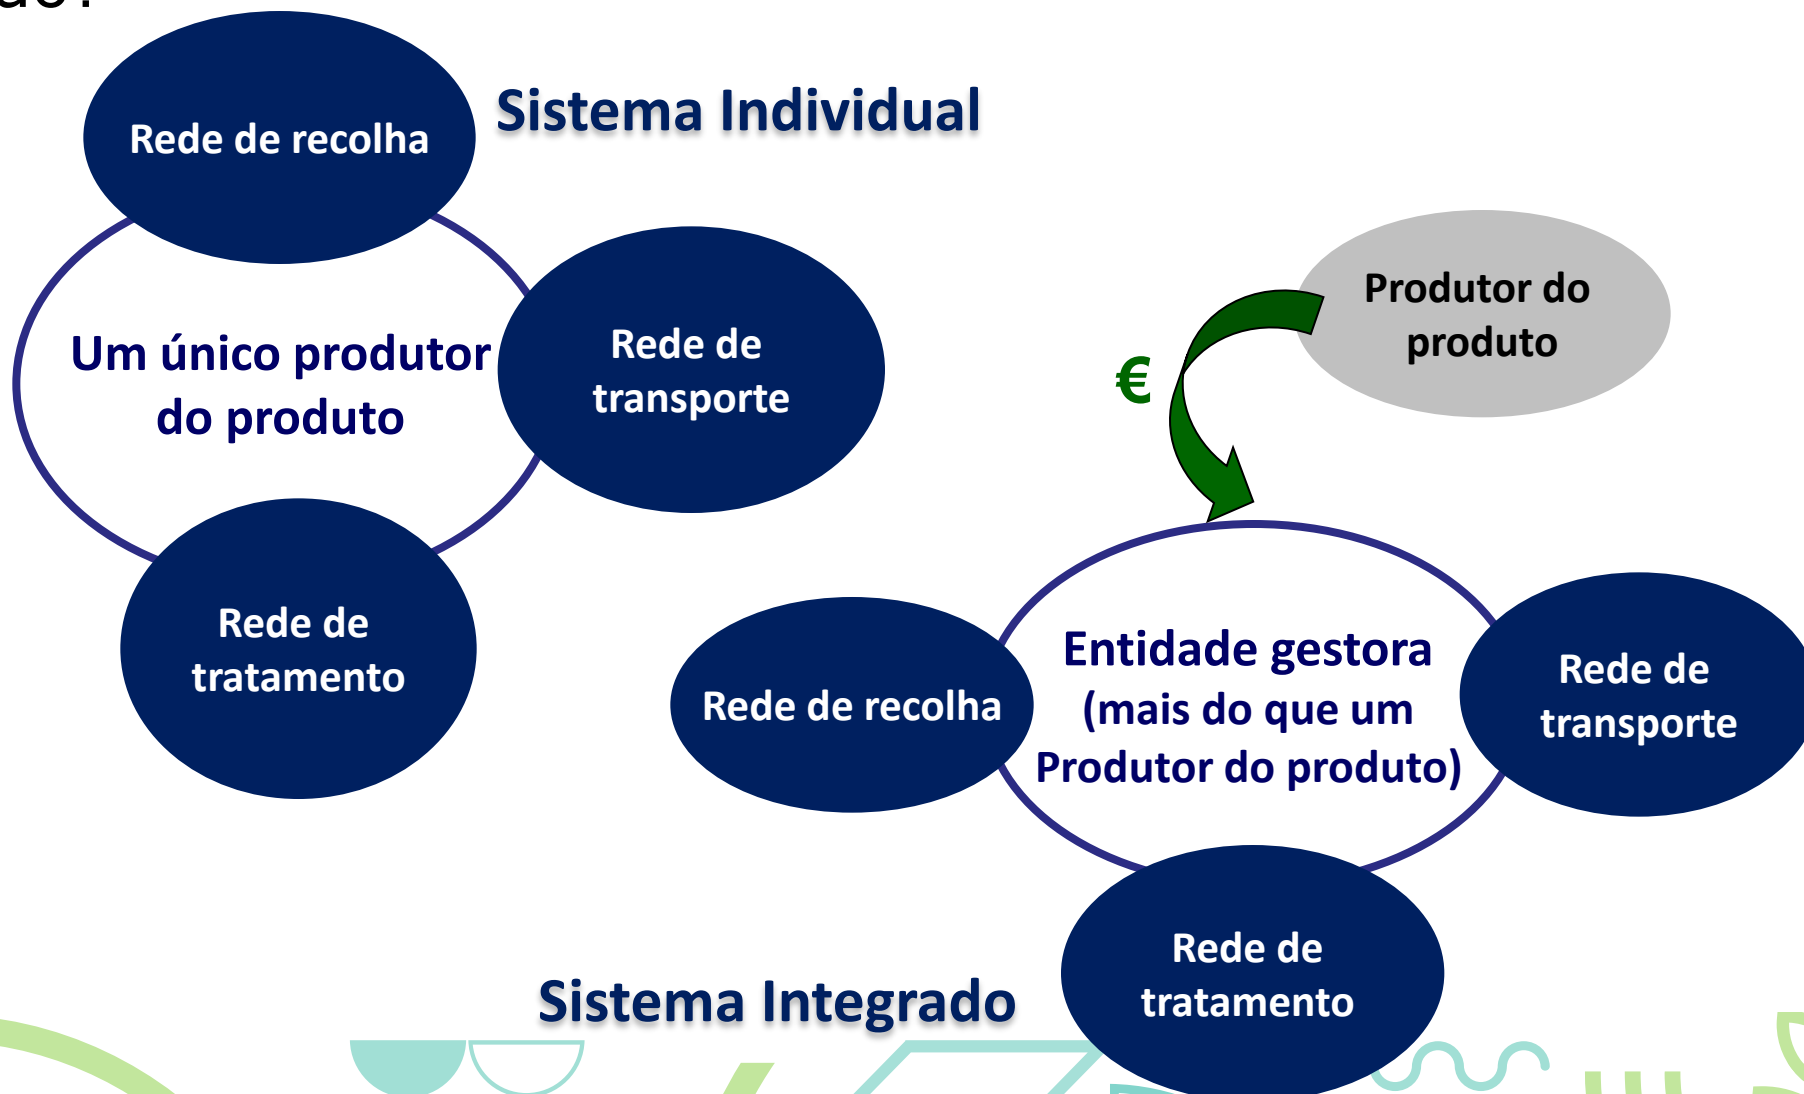 Rede de recolha
Sistema Individual
Um único produtor
do produto
Rede de
transporte
Rede de
tratamento
Produtor do
produto
€
Entidade gestora
(mais do que um
Produtor do produto)
Rede de recolha
Rede de
transporte
Rede de
tratamento
Sistema Integrado